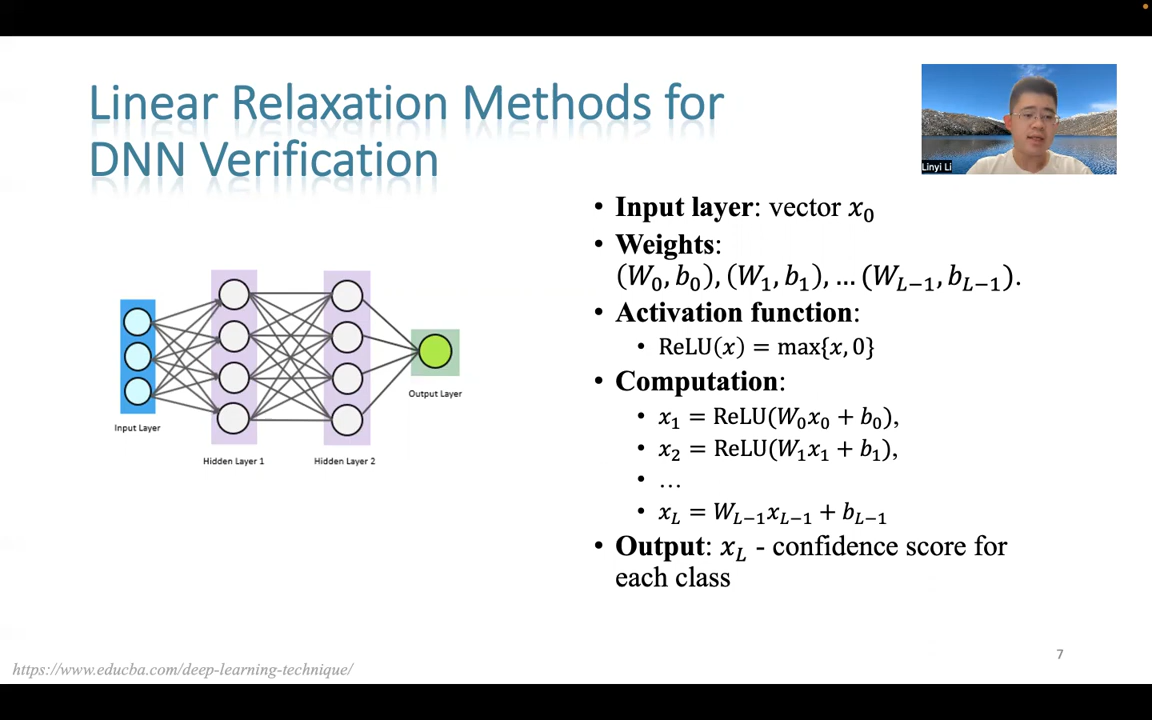 Linear Relaxation Methods for
DNN Verification
Linyi Li
• Input layer: vector x₀
• Weights:
(W₀, b₀), (W₁, b₁), … (W_{L−1}, b_{L−1}).
• Activation function:
• ReLU(x) = max{x, 0}
• Computation:
• x₁ = ReLU(W₀x₀ + b₀),
• x₂ = ReLU(W₁x₁ + b₁),
• …
• x_L = W_{L−1}x_{L−1} + b_{L−1}
• Output: x_L - confidence score for
each class
Input Layer
Hidden Layer 1
Hidden Layer 2
Output Layer
https://www.educba.com/deep-learning-technique/
7